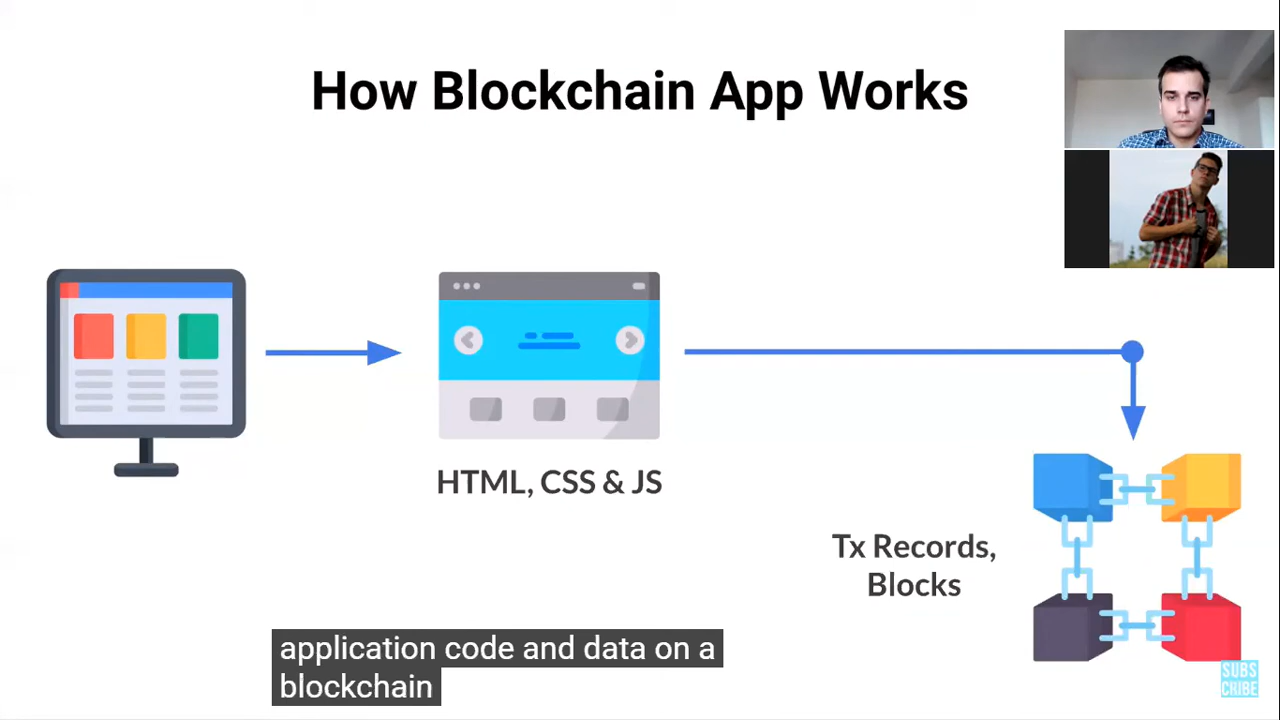 How Blockchain App Works
HTML, CSS & JS
Tx Records,
Blocks
application code and data on a
blockchain
SUBS
CRIBE